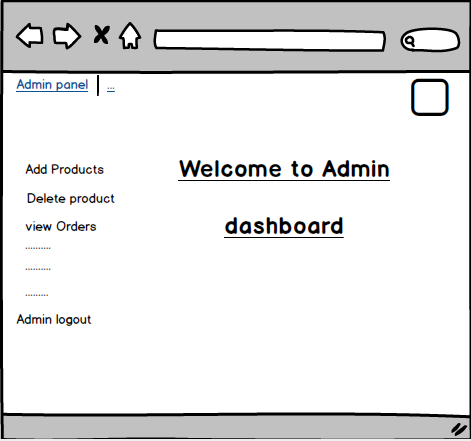 Admin panel ...
Add Products
Welcome to Admin
Delete product
view Orders
dashboard
..........
..........
.........
Admin logout